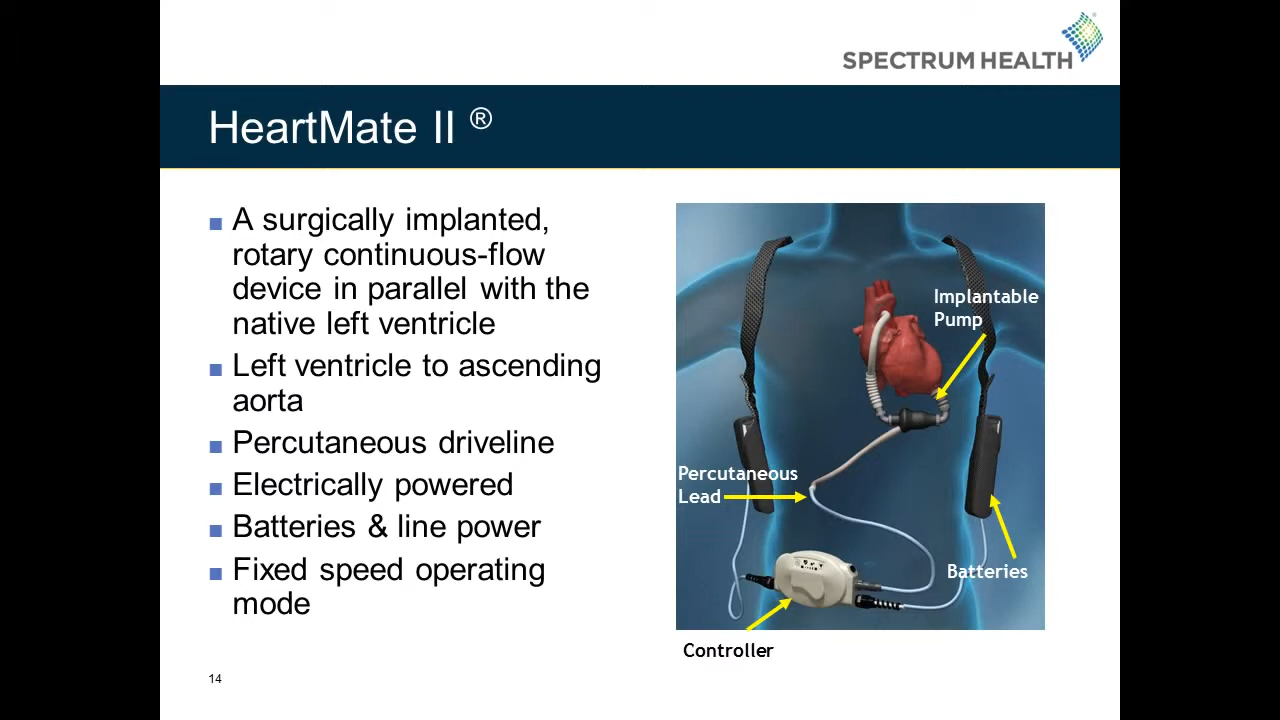 SPECTRUM HEALTH
HeartMate II ®
A surgically implanted,
rotary continuous-flow
device in parallel with the
native left ventricle
Left ventricle to ascending
aorta
Percutaneous driveline
Electrically powered
Batteries & line power
Fixed speed operating
mode
Implantable
Pump
Percutaneous
Lead
Batteries
Controller
14